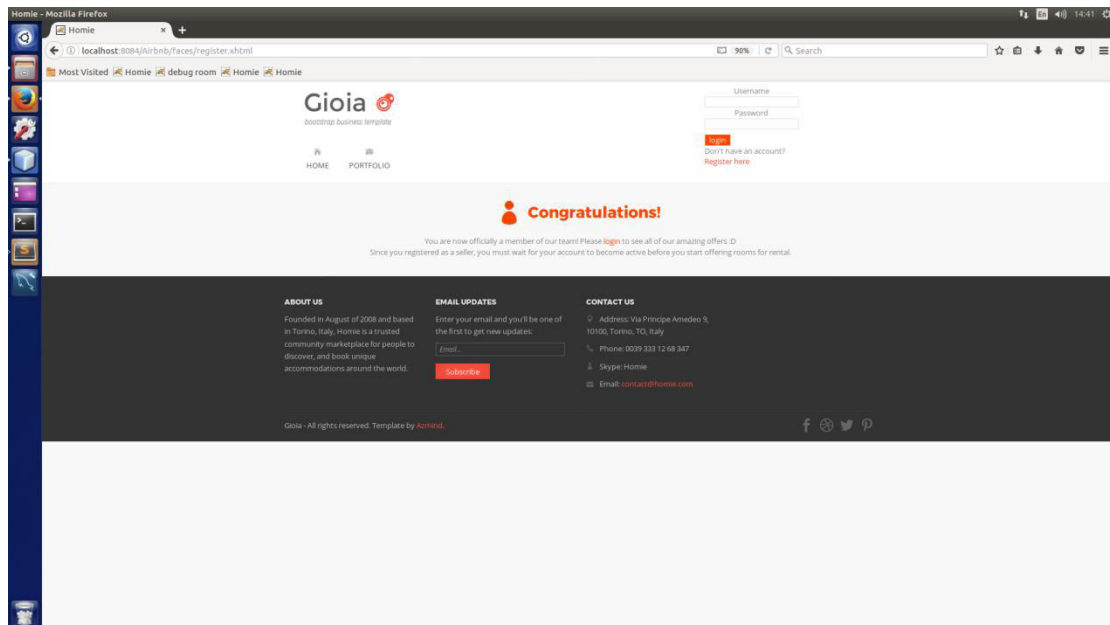 Homie - Mozilla Firefox
En
14:41
Homie
localhost:8084/Airbnb/faces/register.xhtml
90%
Search
Most Visited Homie debug room Homie Homie
Gioia
bootstrap business template
HOME PORTFOLIO
Username
Password
login
Don't have an account?
Register here
Congratulations!
You are now officially a member of our team! Please login to see all of our amazing offers :D
Since you registered as a seller, you must wait for your account to become active before you start offering rooms for rental.
ABOUT US
Founded in August of 2008 and based
in Torino, Italy, Homie is a trusted
community marketplace for people to
discover, and book unique
accommodations around the world.
EMAIL UPDATES
Enter your email and you'll be one of
the first to get new updates:
Email...
Subscribe
CONTACT US
Address: Via Principe Amedeo 9,
10100, Torino, TO, Italy
Phone: 0039 333 12 68 347
Skype: Homie
Email: contact@homie.com
Gioia - All rights reserved. Template by Azmind.